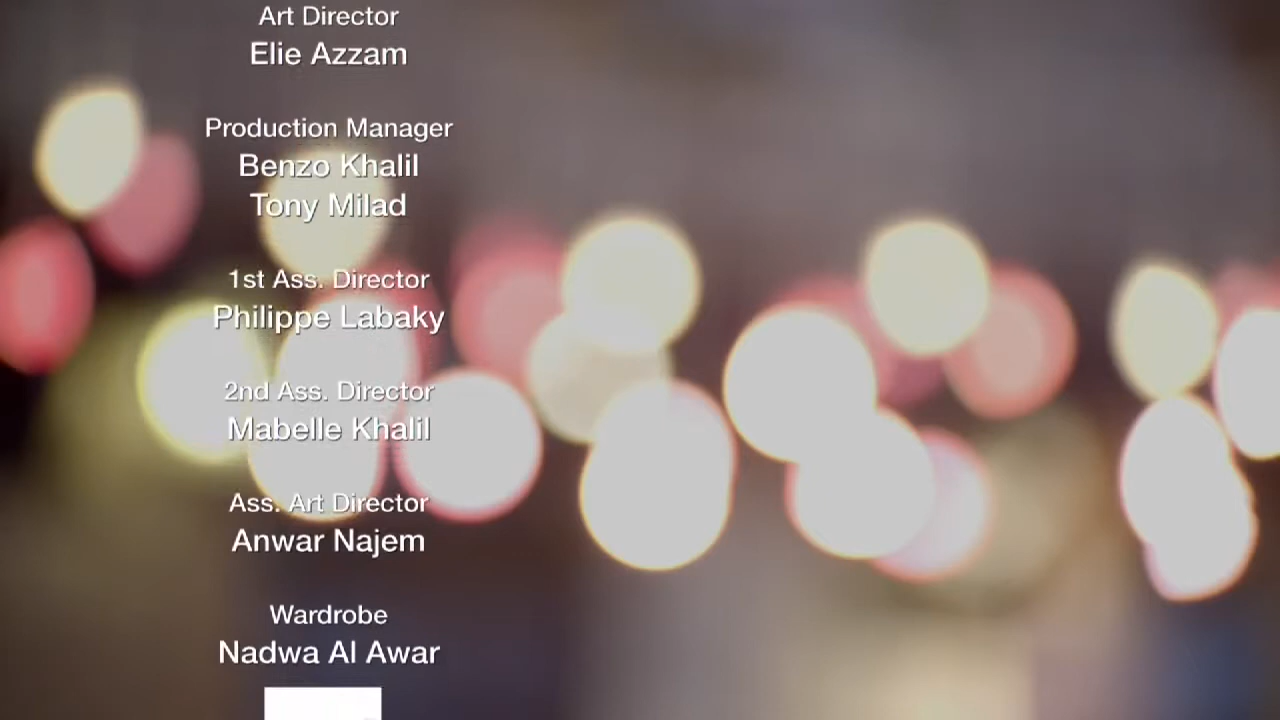 Art Director
Elie Azzam
Production Manager
Benzo Khalil
Tony Milad
1st Ass. Director
Philippe Labaky
2nd Ass. Director
Mabelle Khalil
Ass. Art Director
Anwar Najem
Wardrobe
Nadwa Al Awar